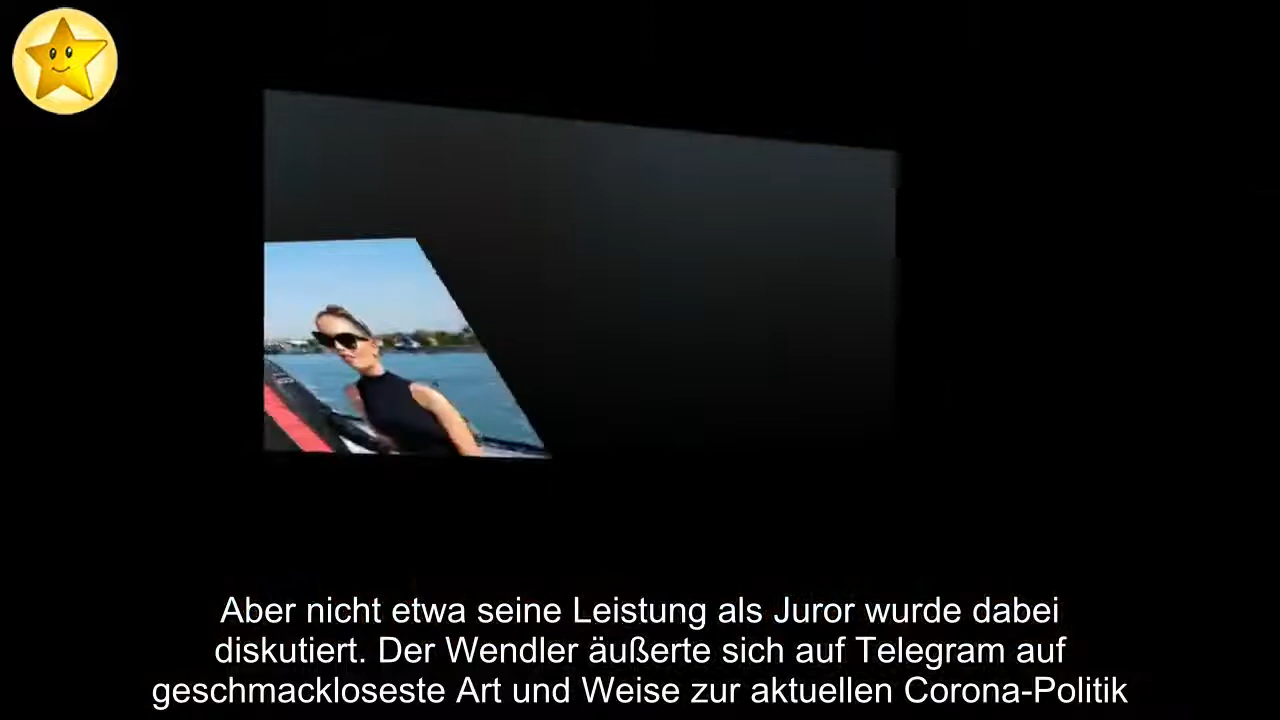 Aber nicht etwa seine Leistung als Juror wurde dabei
diskutiert. Der Wendler äußerte sich auf Telegram auf
geschmackloseste Art und Weise zur aktuellen Corona-Politik